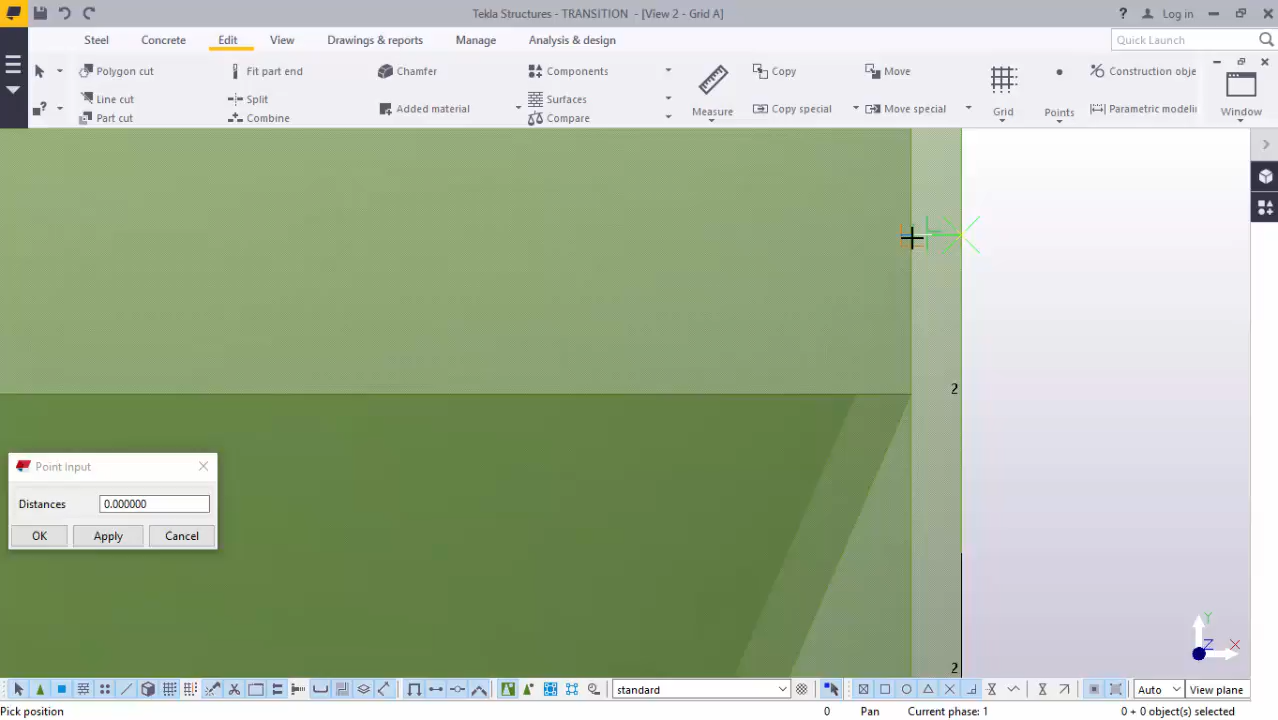 Tekla Structures - TRANSITION - [View 2 - Grid A]
Log in
Steel Concrete Edit View Drawings & reports Manage Analysis & design Quick Launch
Polygon cut Fit part end Chamfer Components Copy Move Construction obje
Line cut Split Added material Surfaces Measure Copy special Move special Grid Points Parametric modeli Window
Part cut Combine Compare
2
Point Input
Distances 0.000000
OK Apply Cancel
Y
Z X
2
standard Auto View plane
Pick position 0 Pan Current phase: 1 0 + 0 object(s) selected